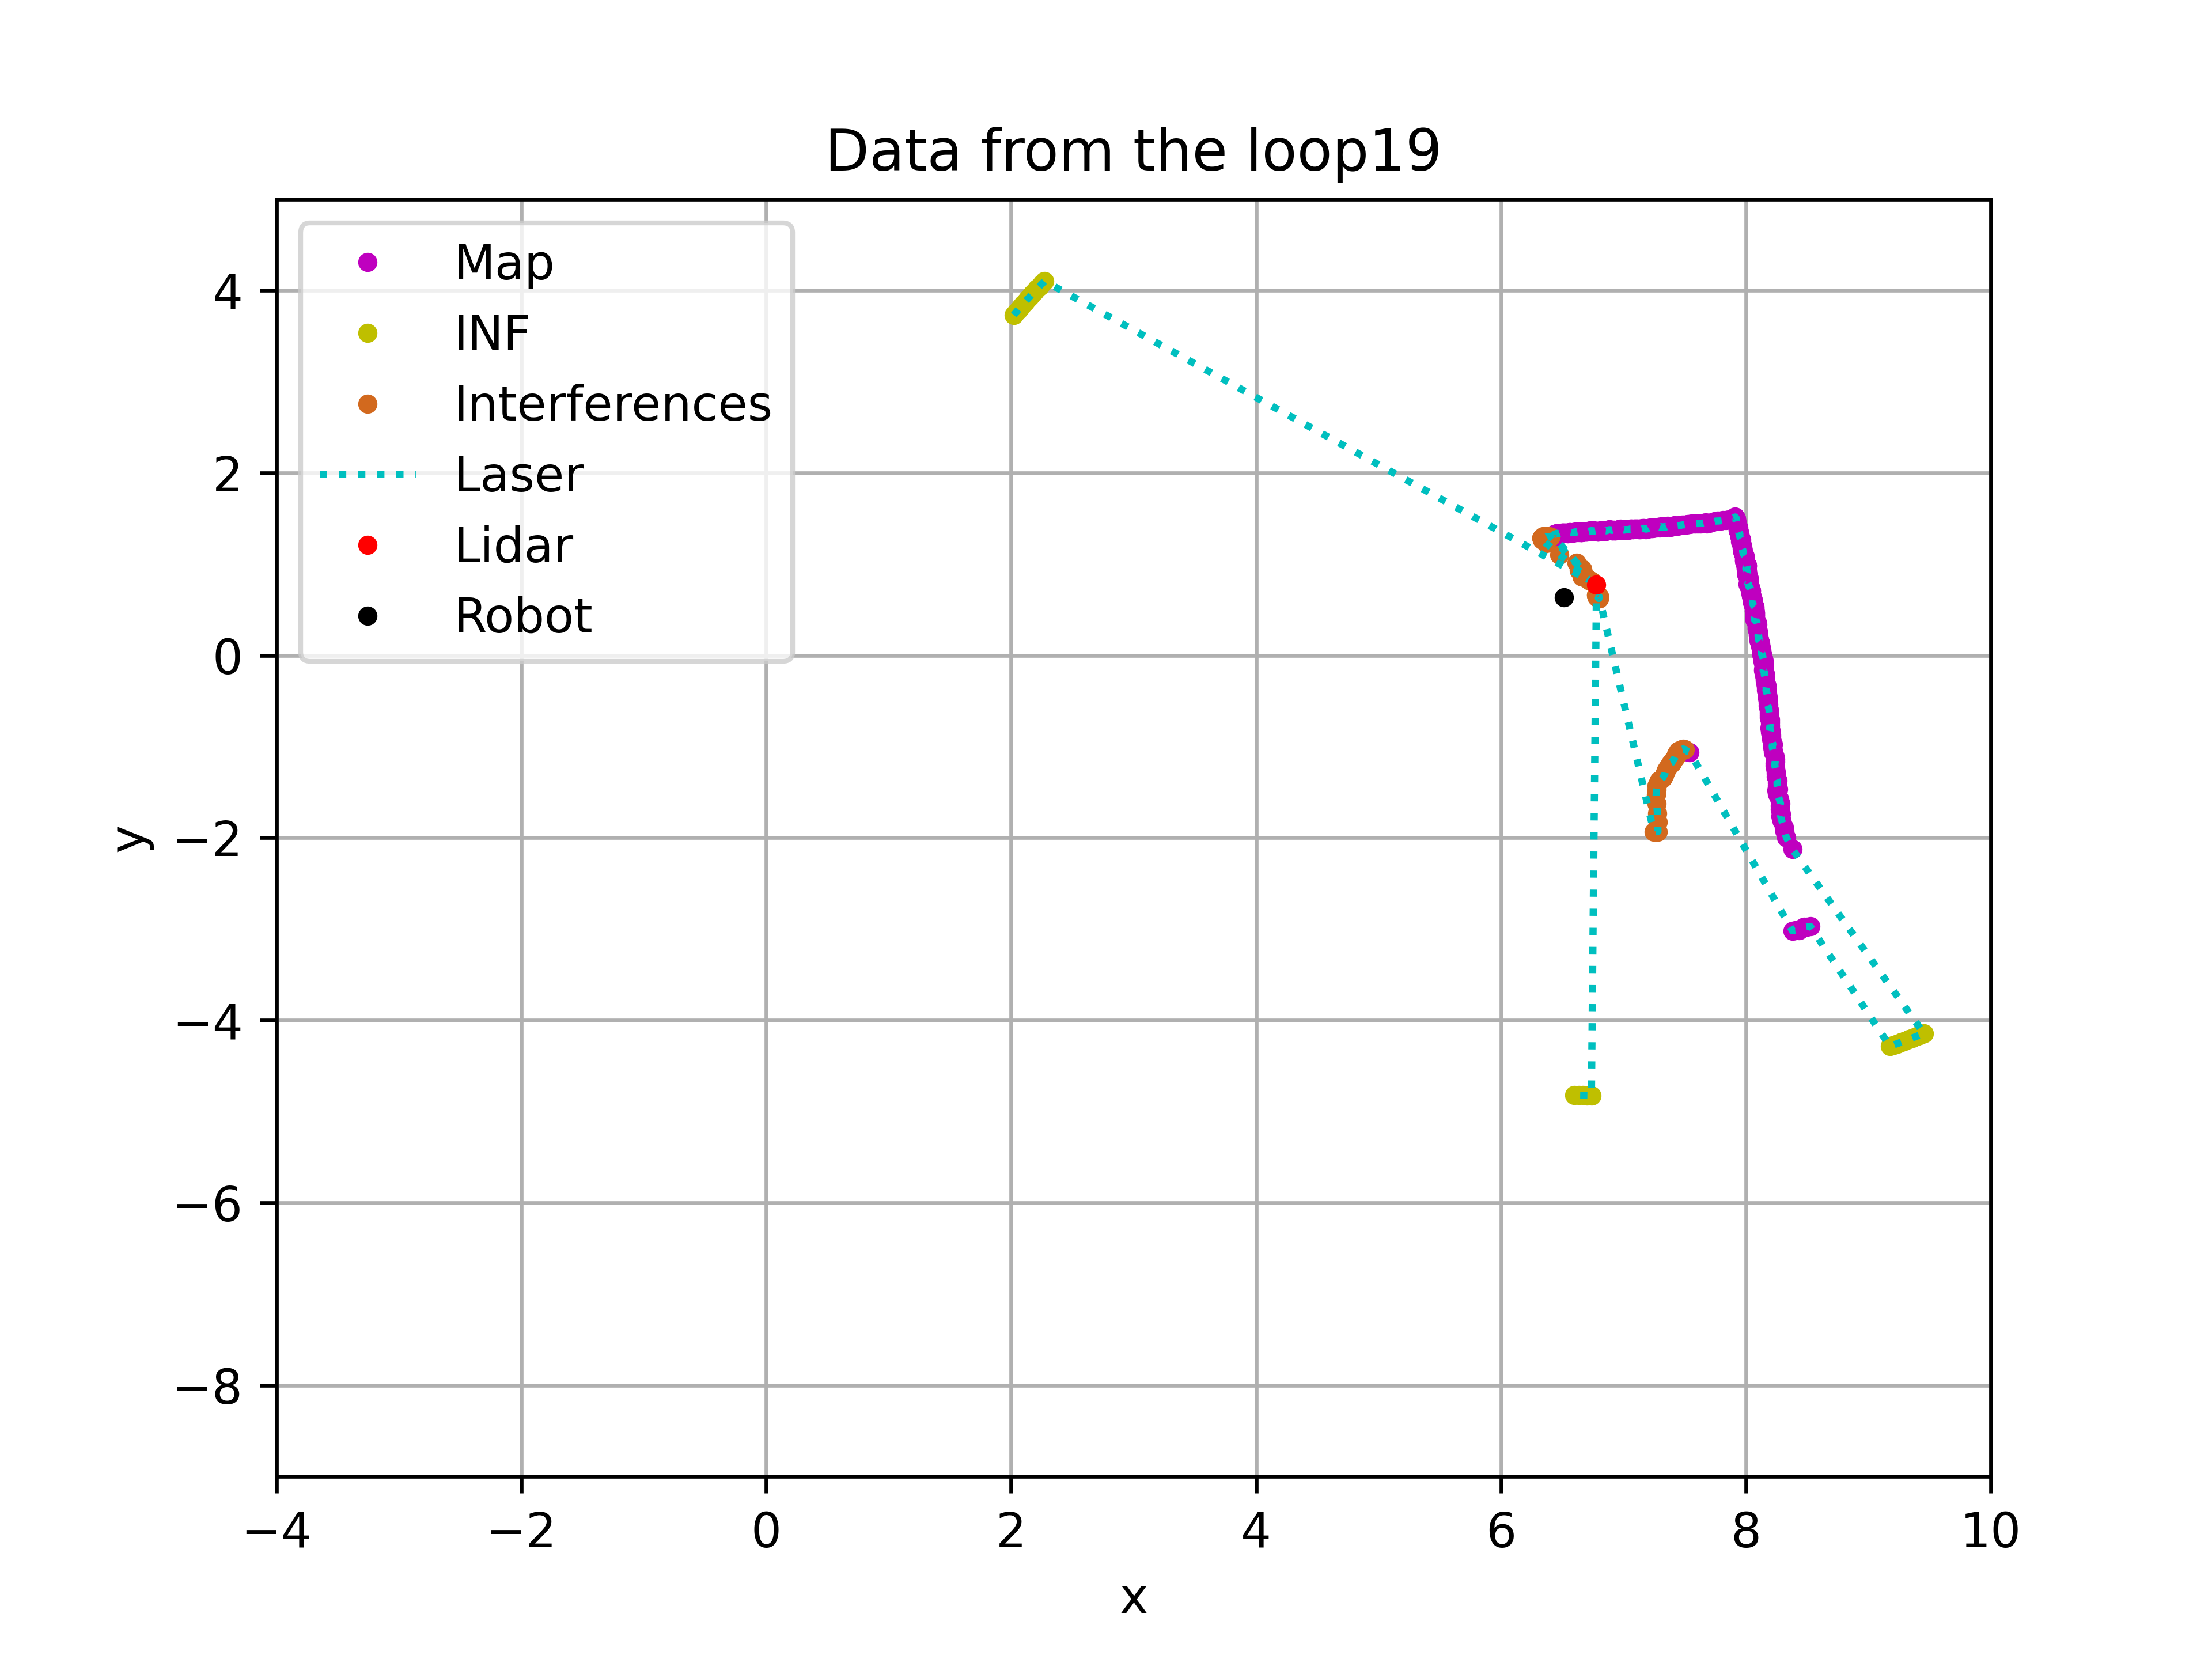 Data from the loop19
Map
INF
Interferences
Laser
Lidar
Robot
4
2
0
−2
−4
−6
−8
y
−4 −2 0 2 4 6 8 10
x